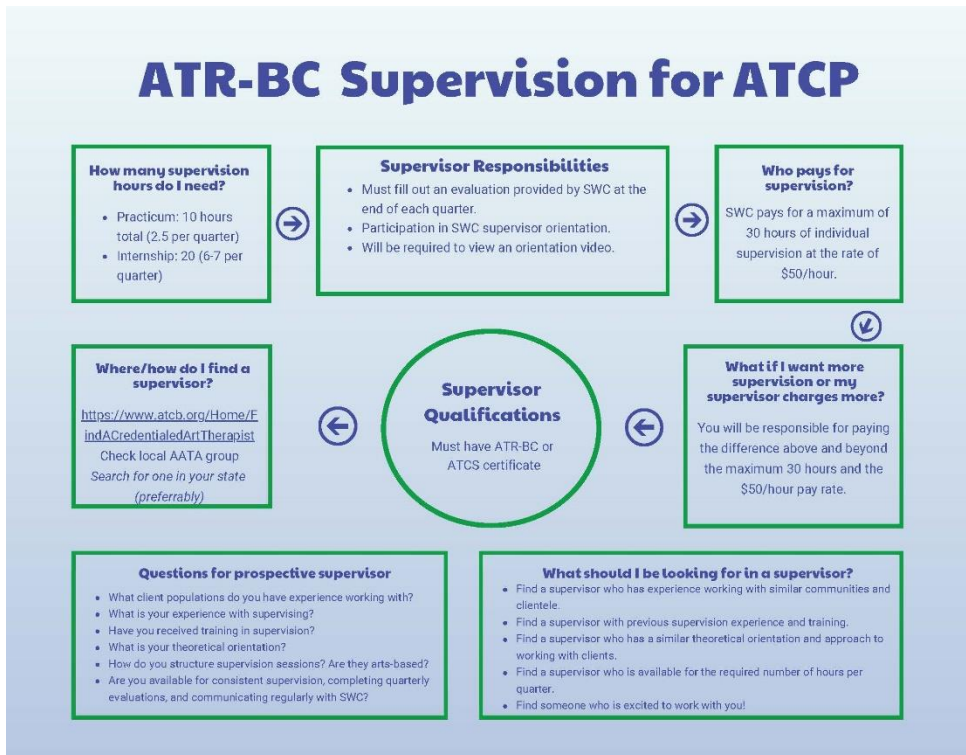 ATR-BC Supervision for ATCP
How many supervision
hours do I need?
• Practicum: 10 hours
total (2.5 per quarter)
• Internship: 20 (6-7 per
quarter)
Supervisor Responsibilities
• Must fill out an evaluation provided by SWC at the
end of each quarter.
• Participation in SWC supervisor orientation.
• Will be required to view an orientation video.
Who pays for
supervision?
SWC pays for a maximum of
30 hours of individual
supervision at the rate of
$50/hour.
What if I want more
supervision or my
supervisor charges more?
You will be responsible for paying
the difference above and beyond
the maximum 30 hours and the
$50/hour pay rate.
Supervisor
Qualifications
Must have ATR-BC or
ATCS certificate
Where/how do I find a
supervisor?
https://www.atcb.org/Home/F
indACredentialedArtTherapist
Check local AATA group
Search for one in your state
(preferrably)
Questions for prospective supervisor
• What client populations do you have experience working with?
• What is your experience with supervising?
• Have you received training in supervision?
• What is your theoretical orientation?
• How do you structure supervision sessions? Are they arts-based?
• Are you available for consistent supervision, completing quarterly
evaluations, and communicating regularly with SWC?
What should I be looking for in a supervisor?
• Find a supervisor who has experience working with similar communities and
clientele.
• Find a supervisor with previous supervision experience and training.
• Find a supervisor who has a similar theoretical orientation and approach to
working with clients.
• Find a supervisor who is available for the required number of hours per
quarter.
• Find someone who is excited to work with you!